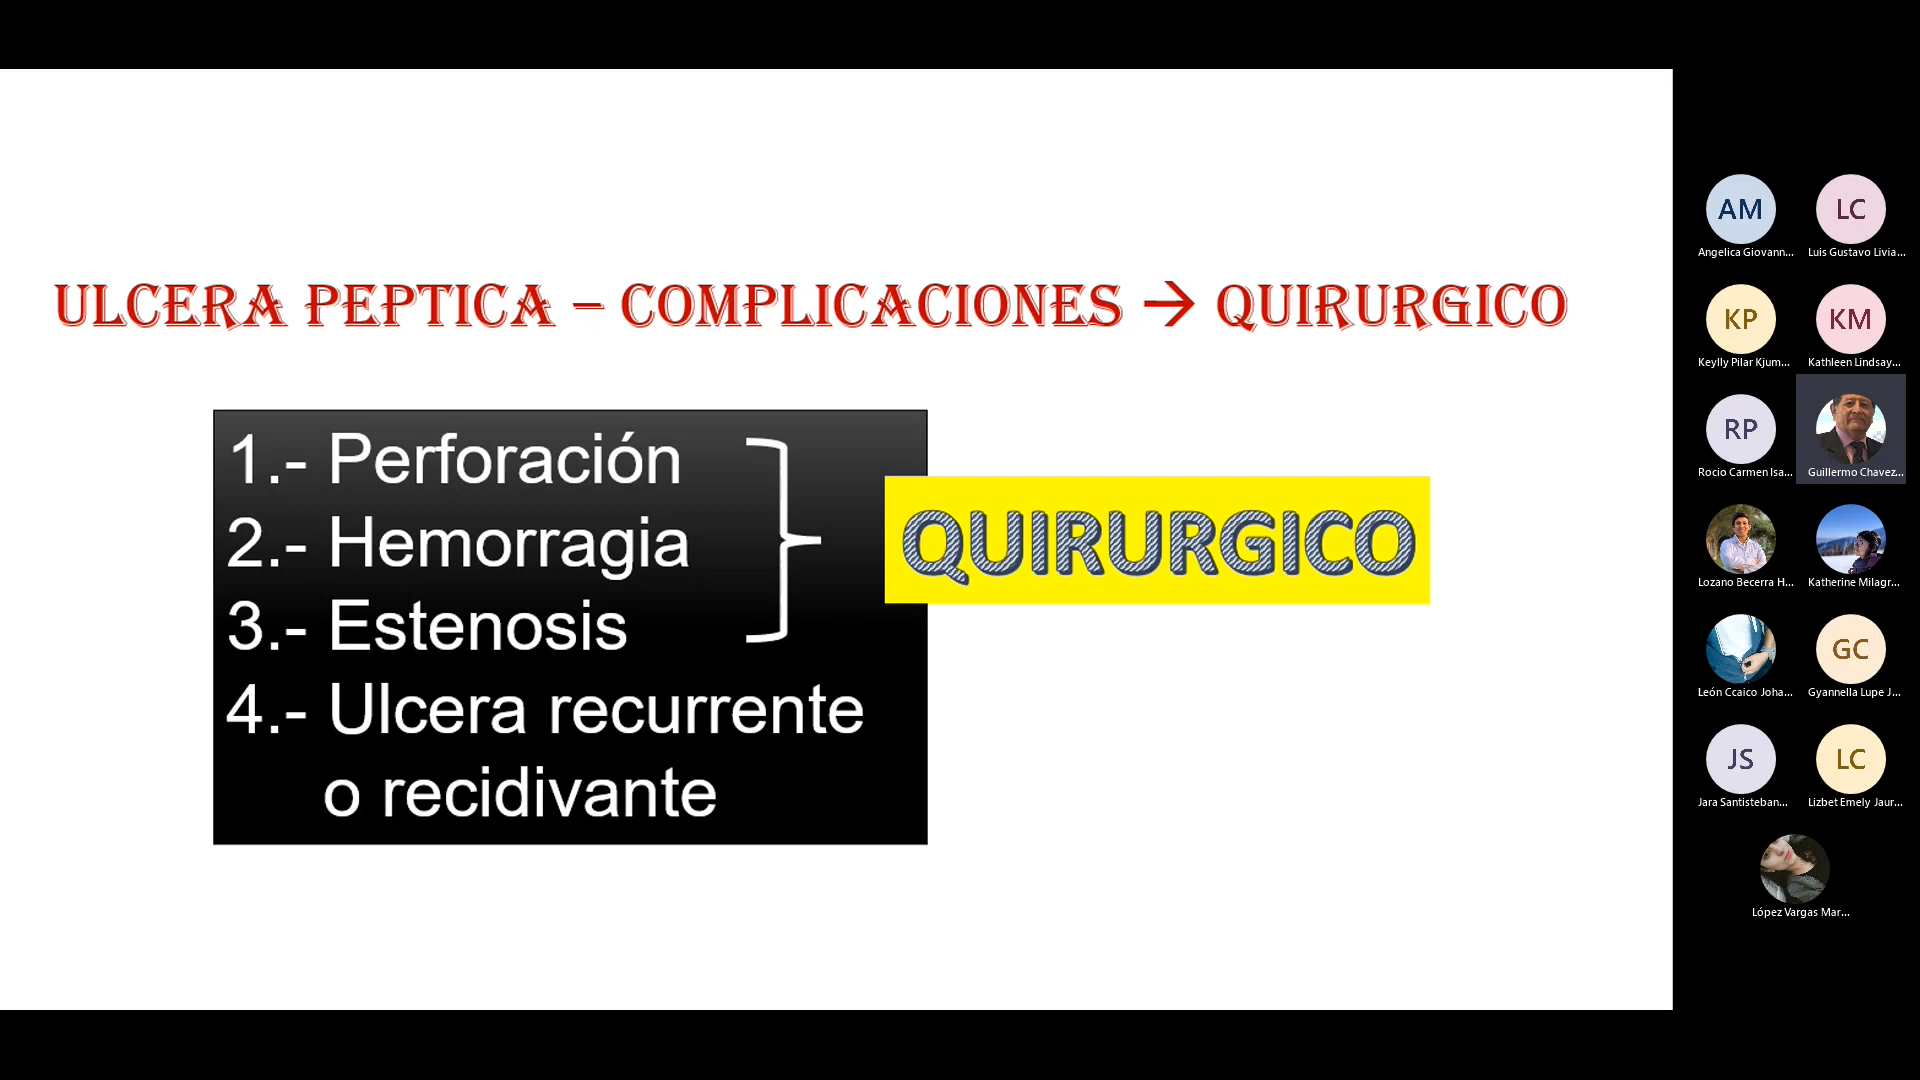 ULCERA PEPTICA – COMPLICACIONES → QUIRURGICO
1.- Perforación
2.- Hemorragia
3.- Estenosis
4.- Ulcera recurrente
o recidivante
QUIRURGICO
AM
Angelica Giovann...
LC
Luis Gustavo Livia...
KP
Keylly Pilar Kjum...
KM
Kathleen Lindsay...
RP
Rocio Carmen Isa...
Guillermo Chavez...
Lozano Becerra H...
Katherine Milagr...
León Ccaico Joha...
GC
Gyannella Lupe J...
JS
Jara Santisteban...
LC
Lizbet Emely Jaur...
López Vargas Mar...